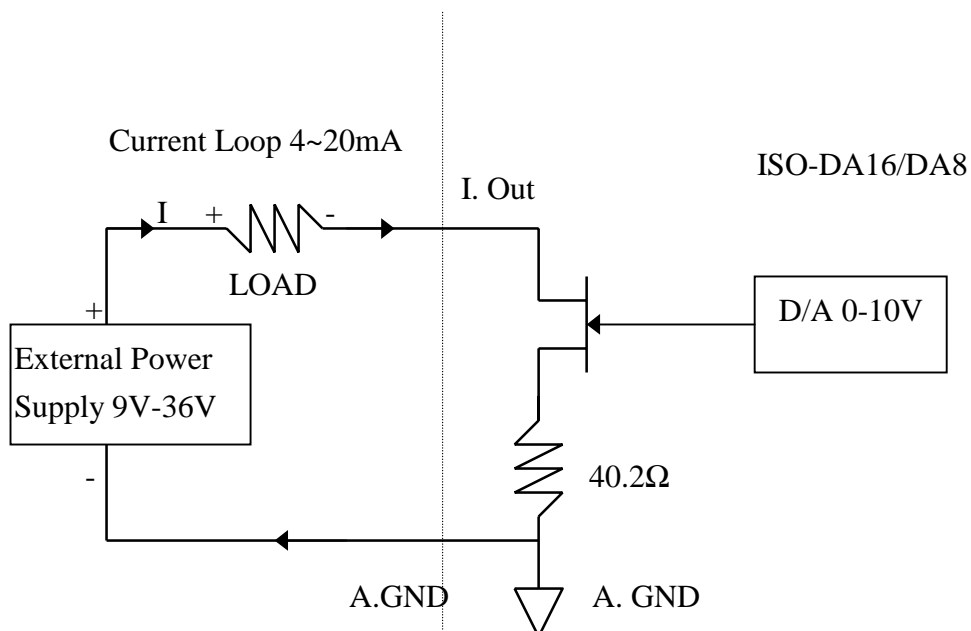 Current Loop 4~20mA
ISO-DA16/DA8
I. Out
I
+
-
LOAD
+
D/A 0-10V
External Power
Supply 9V-36V
-
40.2Ω
A.GND
A. GND